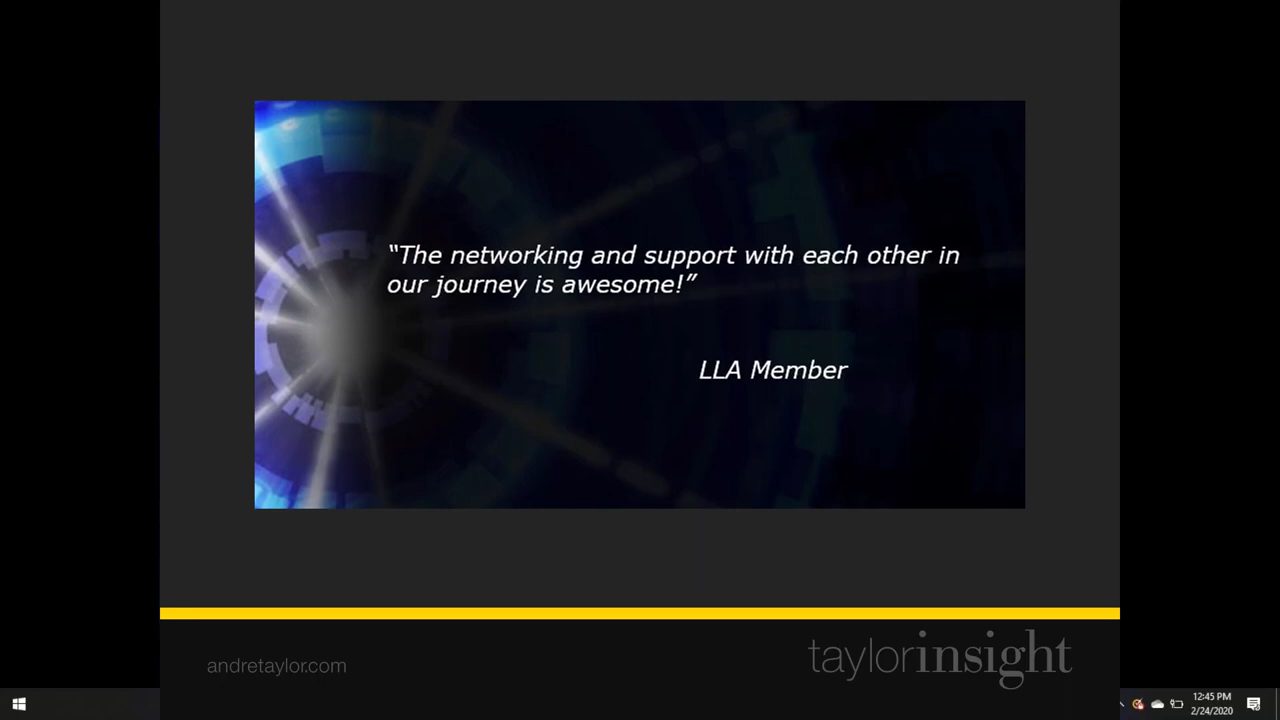 “The networking and support with each other in
our journey is awesome!”
LLA Member
andretaylor.com
taylorinsight
12:45 PM
2/24/2020